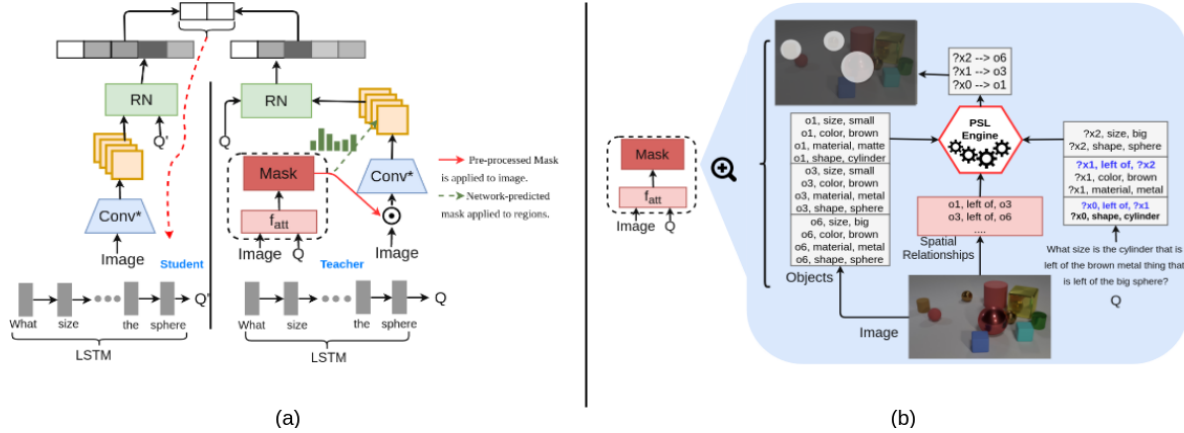 RN
Q'
Conv*
Image
Student
What size the sphere
Q'
LSTM
RN
Q
Mask
f_att
Image Q
Conv*
Image
Pre-processed Mask
is applied to image.
Network-predicted
mask applied to regions.
Teacher
What size the sphere
Q
LSTM
(a)
Mask
f_att
Image Q
?x2 --> o6
?x1 --> o3
?x0 --> o1
PSL
Engine
o1, size, small
o1, color, brown
o1, material, matte
o1, shape, cylinder
o3, size, small
o3, color, brown
o3, material, metal
o3, shape, sphere
o6, size, big
o6, color, brown
o6, material, metal
o6, shape, sphere
Objects
o1, left of, o3
o3, left of, o6
....
Spatial
Relationships
?x2, size, big
?x2, shape, sphere
?x1, left of, ?x2
?x1, color, brown
?x1, material, metal
?x0, left of, ?x1
?x0, shape, cylinder
What size is the cylinder that is
left of the brown metal thing that
is left of the big sphere?
Q
Image
(b)